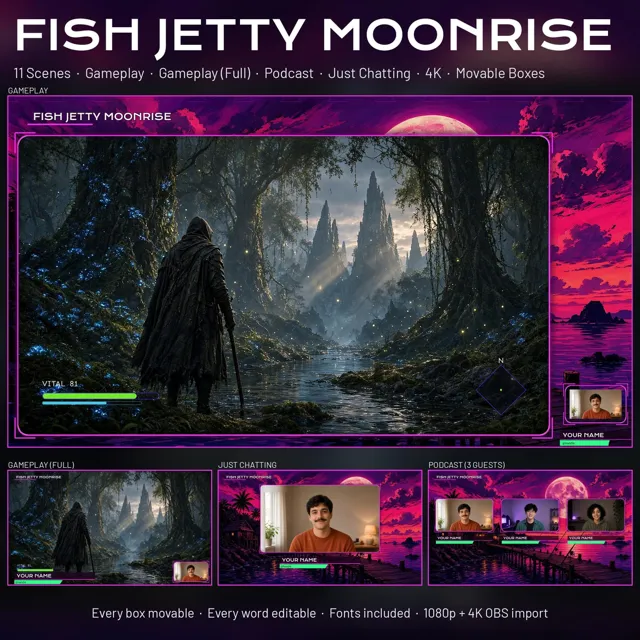 FISH JETTY MOONRISE
11 Scenes · Gameplay · Gameplay (Full) · Podcast · Just Chatting · 4K · Movable Boxes
GAMEPLAY
FISH JETTY MOONRISE
VITAL 81
N
YOUR NAME
GAMEPLAY (FULL)
FISH JETTY MOONRISE
YOUR NAME
JUST CHATTING
FISH JETTY MOONRISE
YOUR NAME
PODCAST (3 GUESTS)
FISH JETTY MOONRISE
YOUR NAME
YOUR NAME
YOUR NAME
Every box movable · Every word editable · Fonts included · 1080p + 4K OBS import